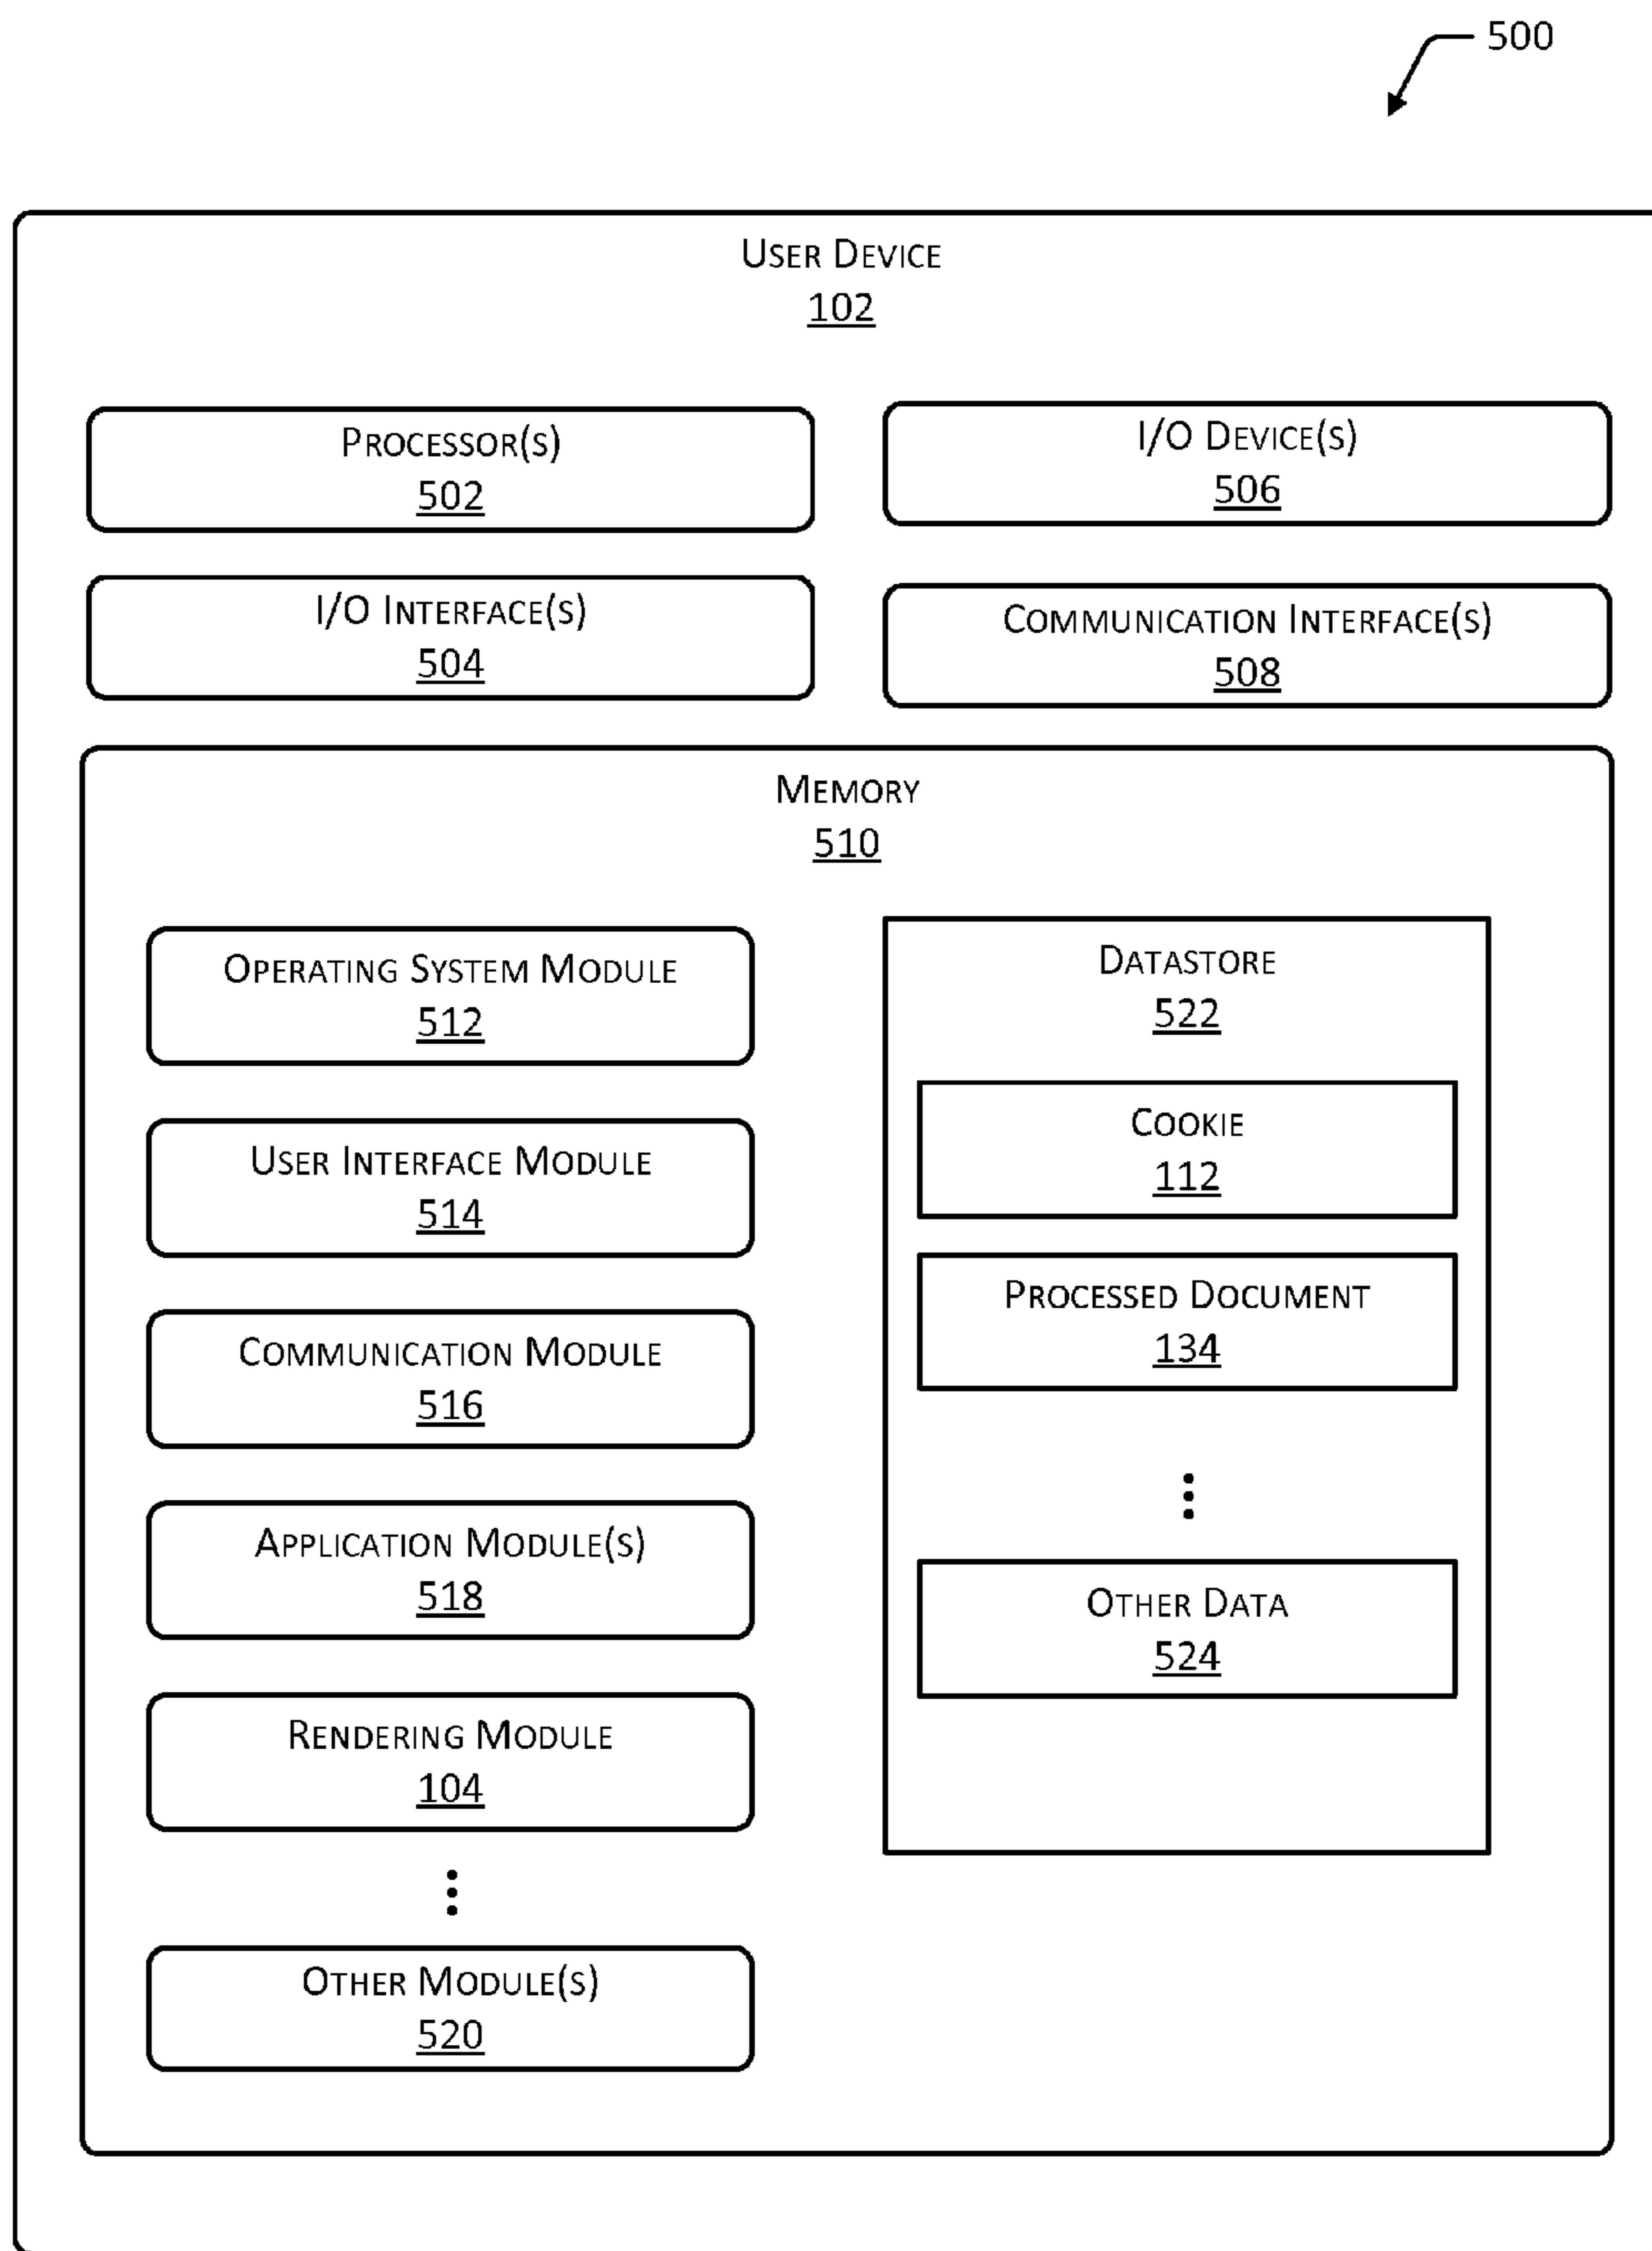 500
User Device
102
Processor(s)
502
I/O Device(s)
506
I/O Interface(s)
504
Communication Interface(s)
508
Memory
510
Operating System Module
512
User Interface Module
514
Communication Module
516
Application Module(s)
518
Rendering Module
104
Other Module(s)
520
Datastore
522
Cookie
112
Processed Document
134
Other Data
524